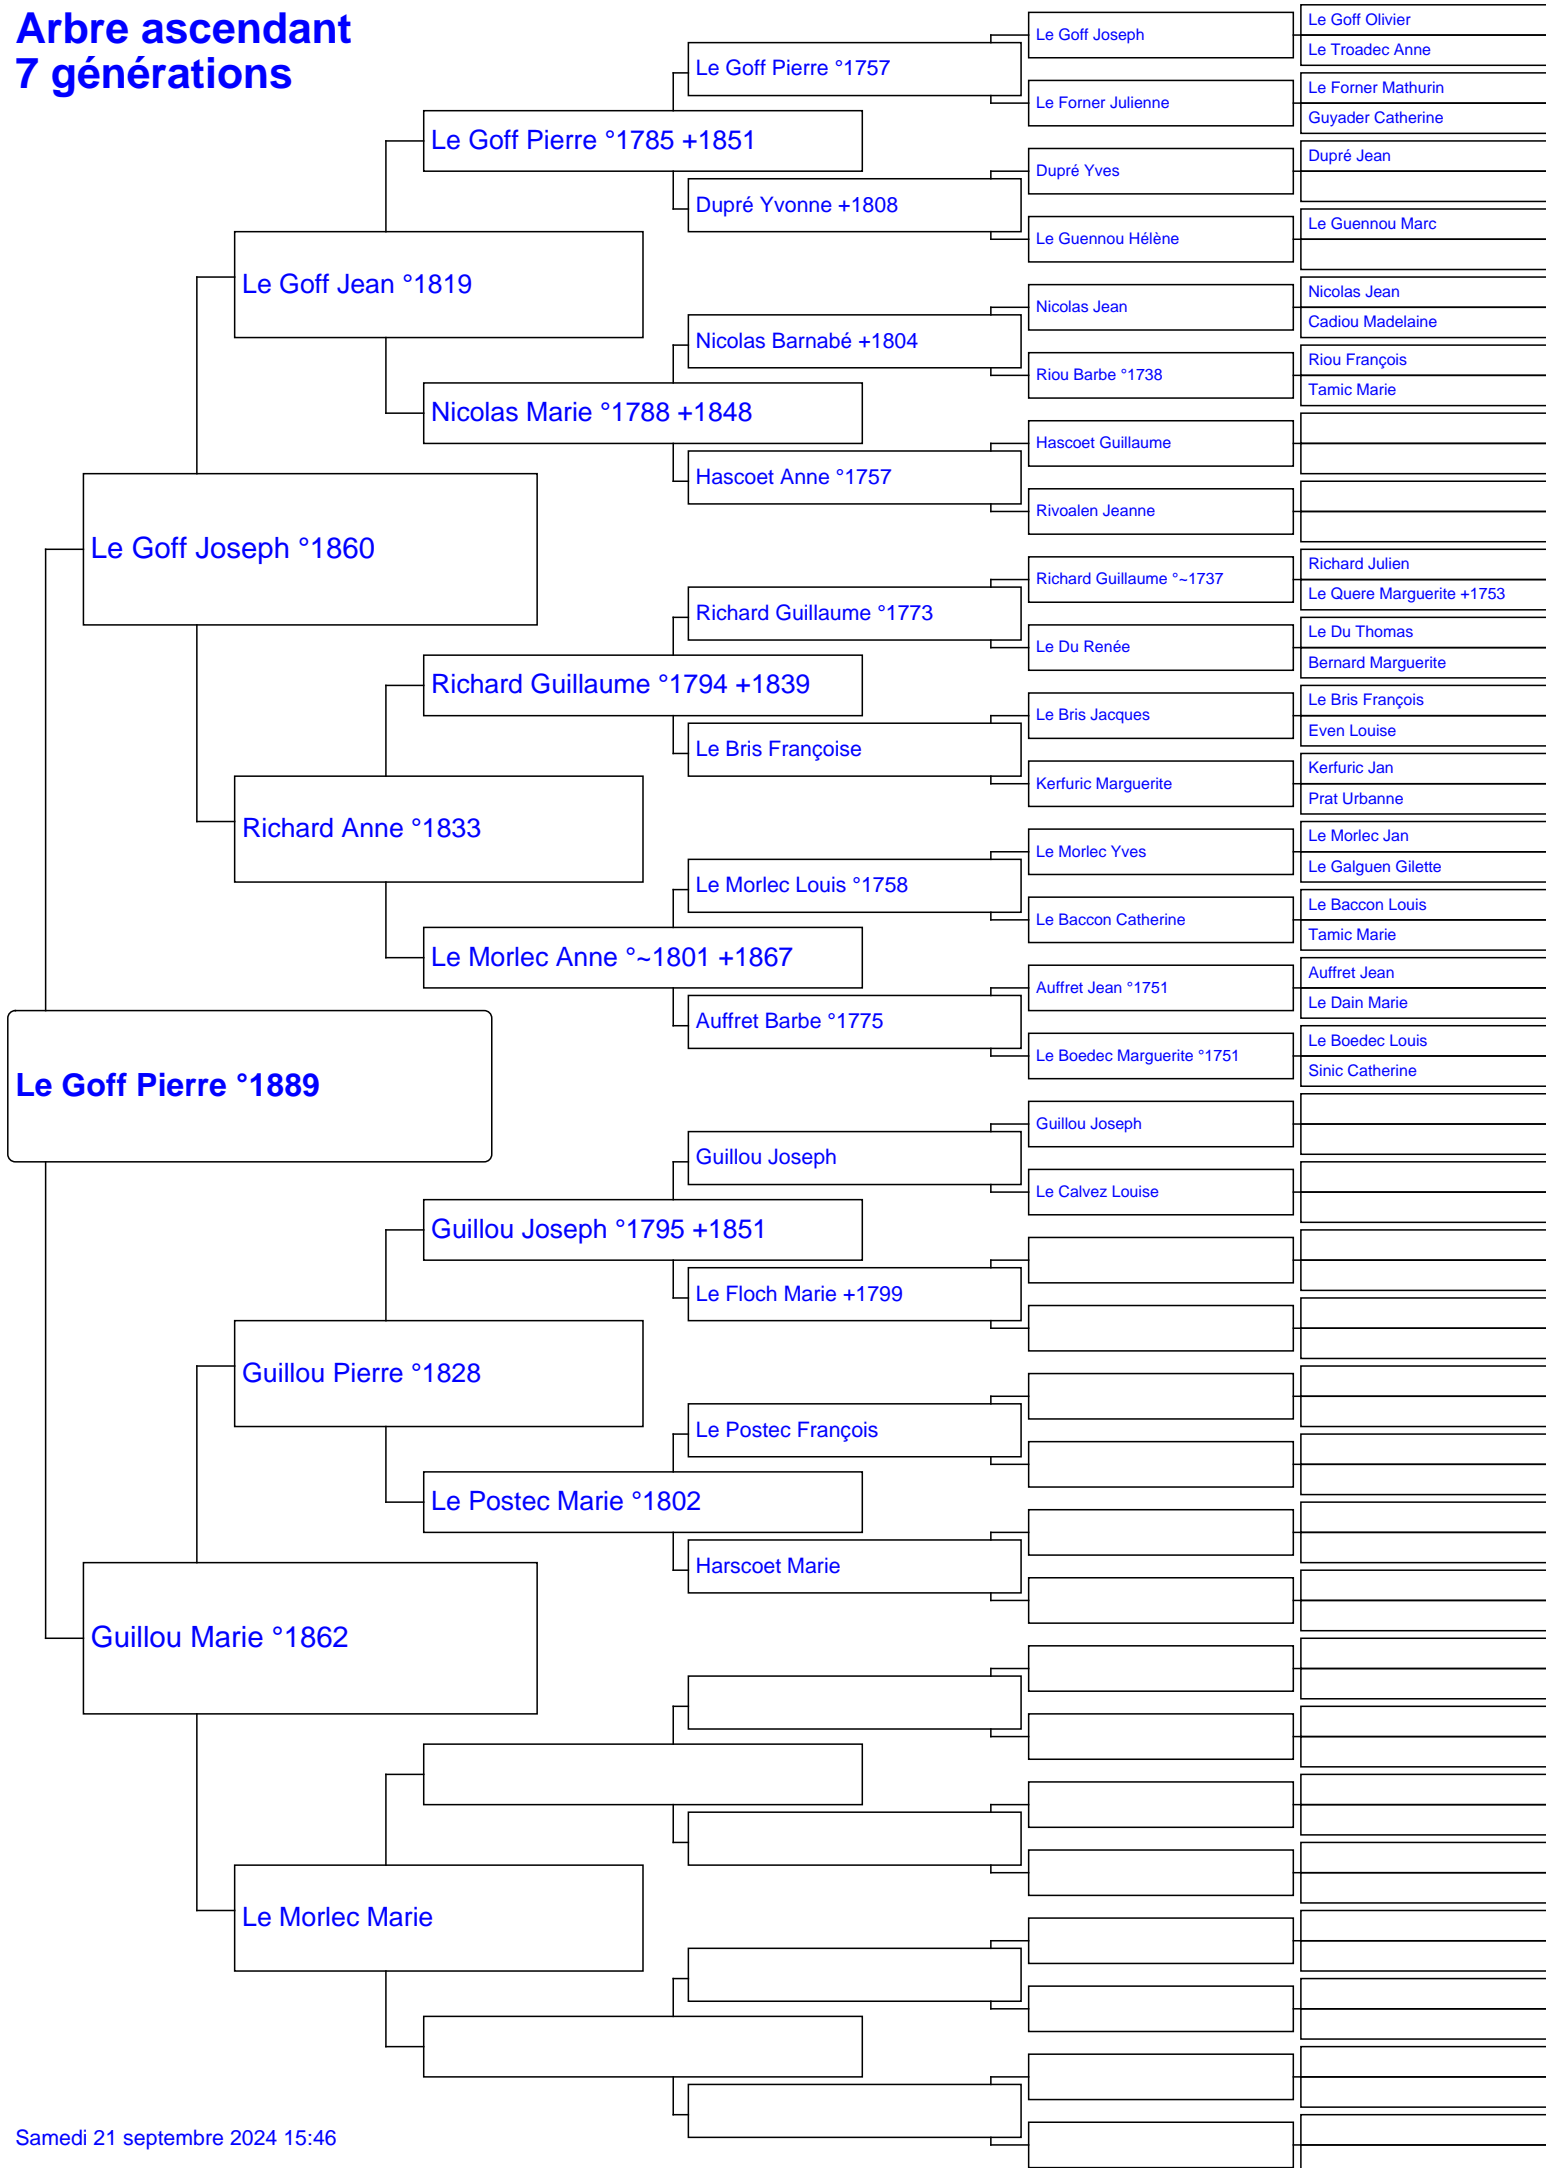 Arbre ascendant
7 générations
Le Goff Pierre °1889
Le Goff Joseph °1860
Guillou Marie °1862
Le Goff Jean °1819
Richard Anne °1833
Guillou Pierre °1828
Le Morlec Marie
Le Goff Pierre °1785 +1851
Nicolas Marie °1788 +1848
Richard Guillaume °1794 +1839
Le Morlec Anne °~1801 +1867
Guillou Joseph °1795 +1851
Le Postec Marie °1802
Le Goff Pierre °1757
Dupré Yvonne +1808
Nicolas Barnabé +1804
Hascoet Anne °1757
Richard Guillaume °1773
Le Bris Françoise
Le Morlec Louis °1758
Auffret Barbe °1775
Guillou Joseph
Le Floch Marie +1799
Le Postec François
Harscoet Marie
Le Goff Joseph
Le Forner Julienne
Dupré Yves
Le Guennou Hélène
Nicolas Jean
Riou Barbe °1738
Hascoet Guillaume
Rivoalen Jeanne
Richard Guillaume °~1737
Le Du Renée
Le Bris Jacques
Kerfuric Marguerite
Le Morlec Yves
Le Baccon Catherine
Auffret Jean °1751
Le Boedec Marguerite °1751
Guillou Joseph
Le Calvez Louise
Le Goff Olivier
Le Troadec Anne
Le Forner Mathurin
Guyader Catherine
Dupré Jean
Le Guennou Marc
Nicolas Jean
Cadiou Madelaine
Riou François
Tamic Marie
Richard Julien
Le Quere Marguerite +1753
Le Du Thomas
Bernard Marguerite
Le Bris François
Even Louise
Kerfuric Jan
Prat Urbanne
Le Morlec Jan
Le Galguen Gilette
Le Baccon Louis
Tamic Marie
Auffret Jean
Le Dain Marie
Le Boedec Louis
Sinic Catherine
Samedi 21 septembre 2024 15:46